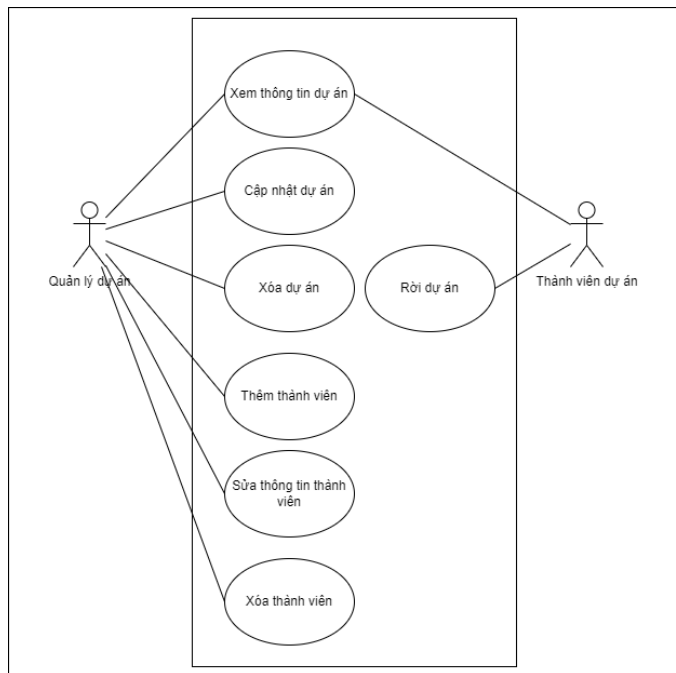 Xem thông tin dự án
Cập nhật dự án
Quản lý dự án
Xóa dự án
Rời dự án
Thành viên dự án
Thêm thành viên
Sửa thông tin thành
viên
Xóa thành viên